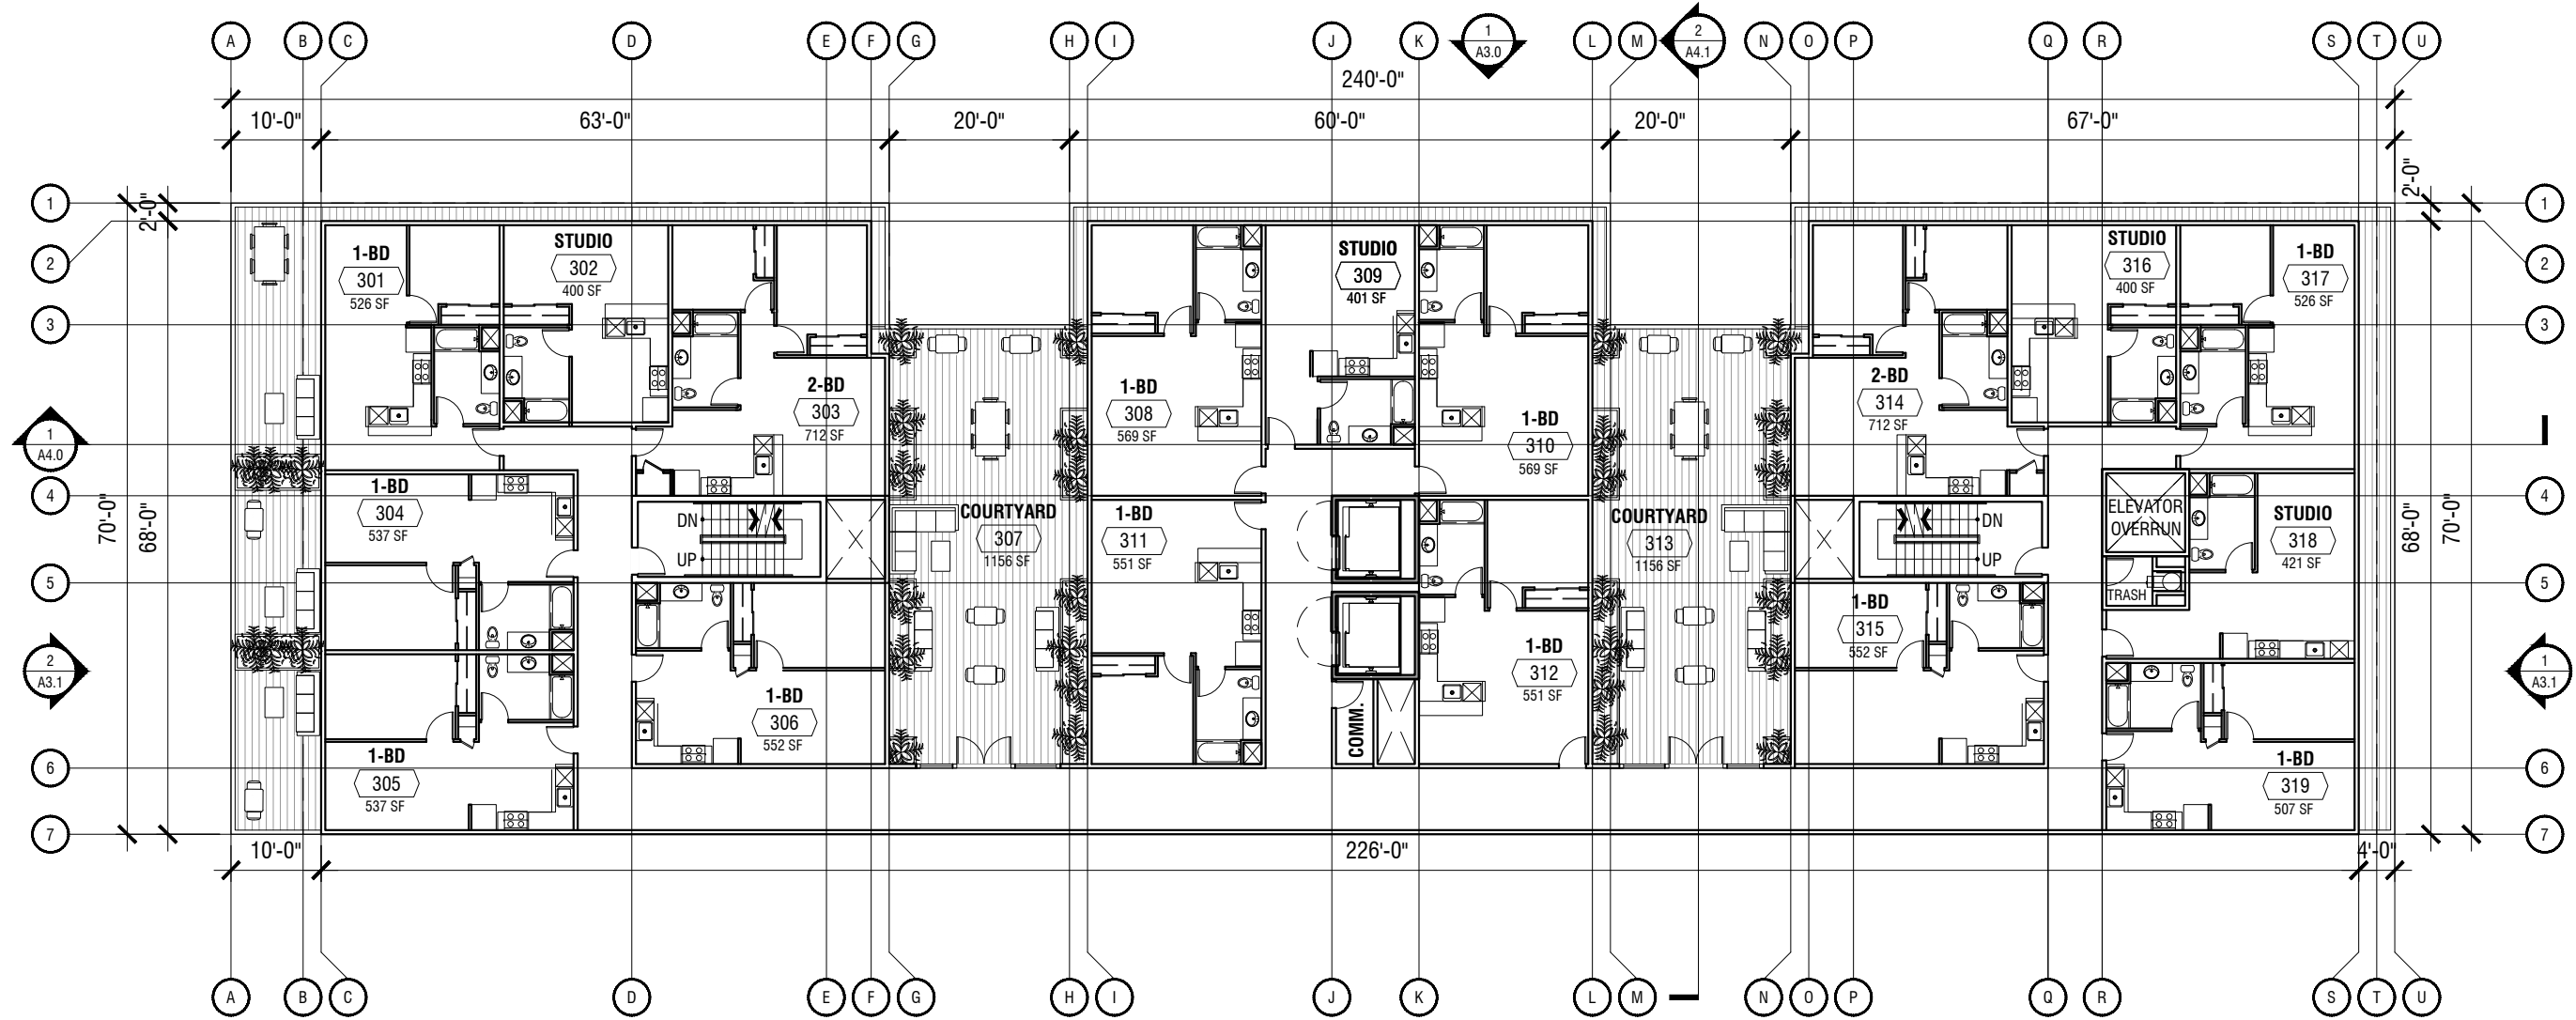 A B C D E F G H I J K L M N O P Q R S T U
1
A3.0
2
A4.1
240'-0"
10'-0" 63'-0" 20'-0" 60'-0" 20'-0" 67'-0"
2'-0" 2'-0"
1 1
2 2
3 3
4 4
5 5
6 6
7 7
70'-0" 68'-0"
68'-0" 70'-0"
1
A4.0
2
A3.1
1
A3.1
1-BD
301
526 SF
STUDIO
302
400 SF
2-BD
303
712 SF
1-BD
304
537 SF
1-BD
305
537 SF
1-BD
306
552 SF
DN
UP
COURTYARD
307
1156 SF
1-BD
308
569 SF
STUDIO
309
401 SF
1-BD
310
569 SF
1-BD
311
551 SF
1-BD
312
551 SF
COMM.
COURTYARD
313
1156 SF
2-BD
314
712 SF
1-BD
315
552 SF
DN
UP
STUDIO
316
400 SF
1-BD
317
526 SF
ELEVATOR
OVERRUN
TRASH
STUDIO
318
421 SF
1-BD
319
507 SF
10'-0" 226'-0" 4'-0"
A B C D E F G H I J K L M N O P Q R S T U